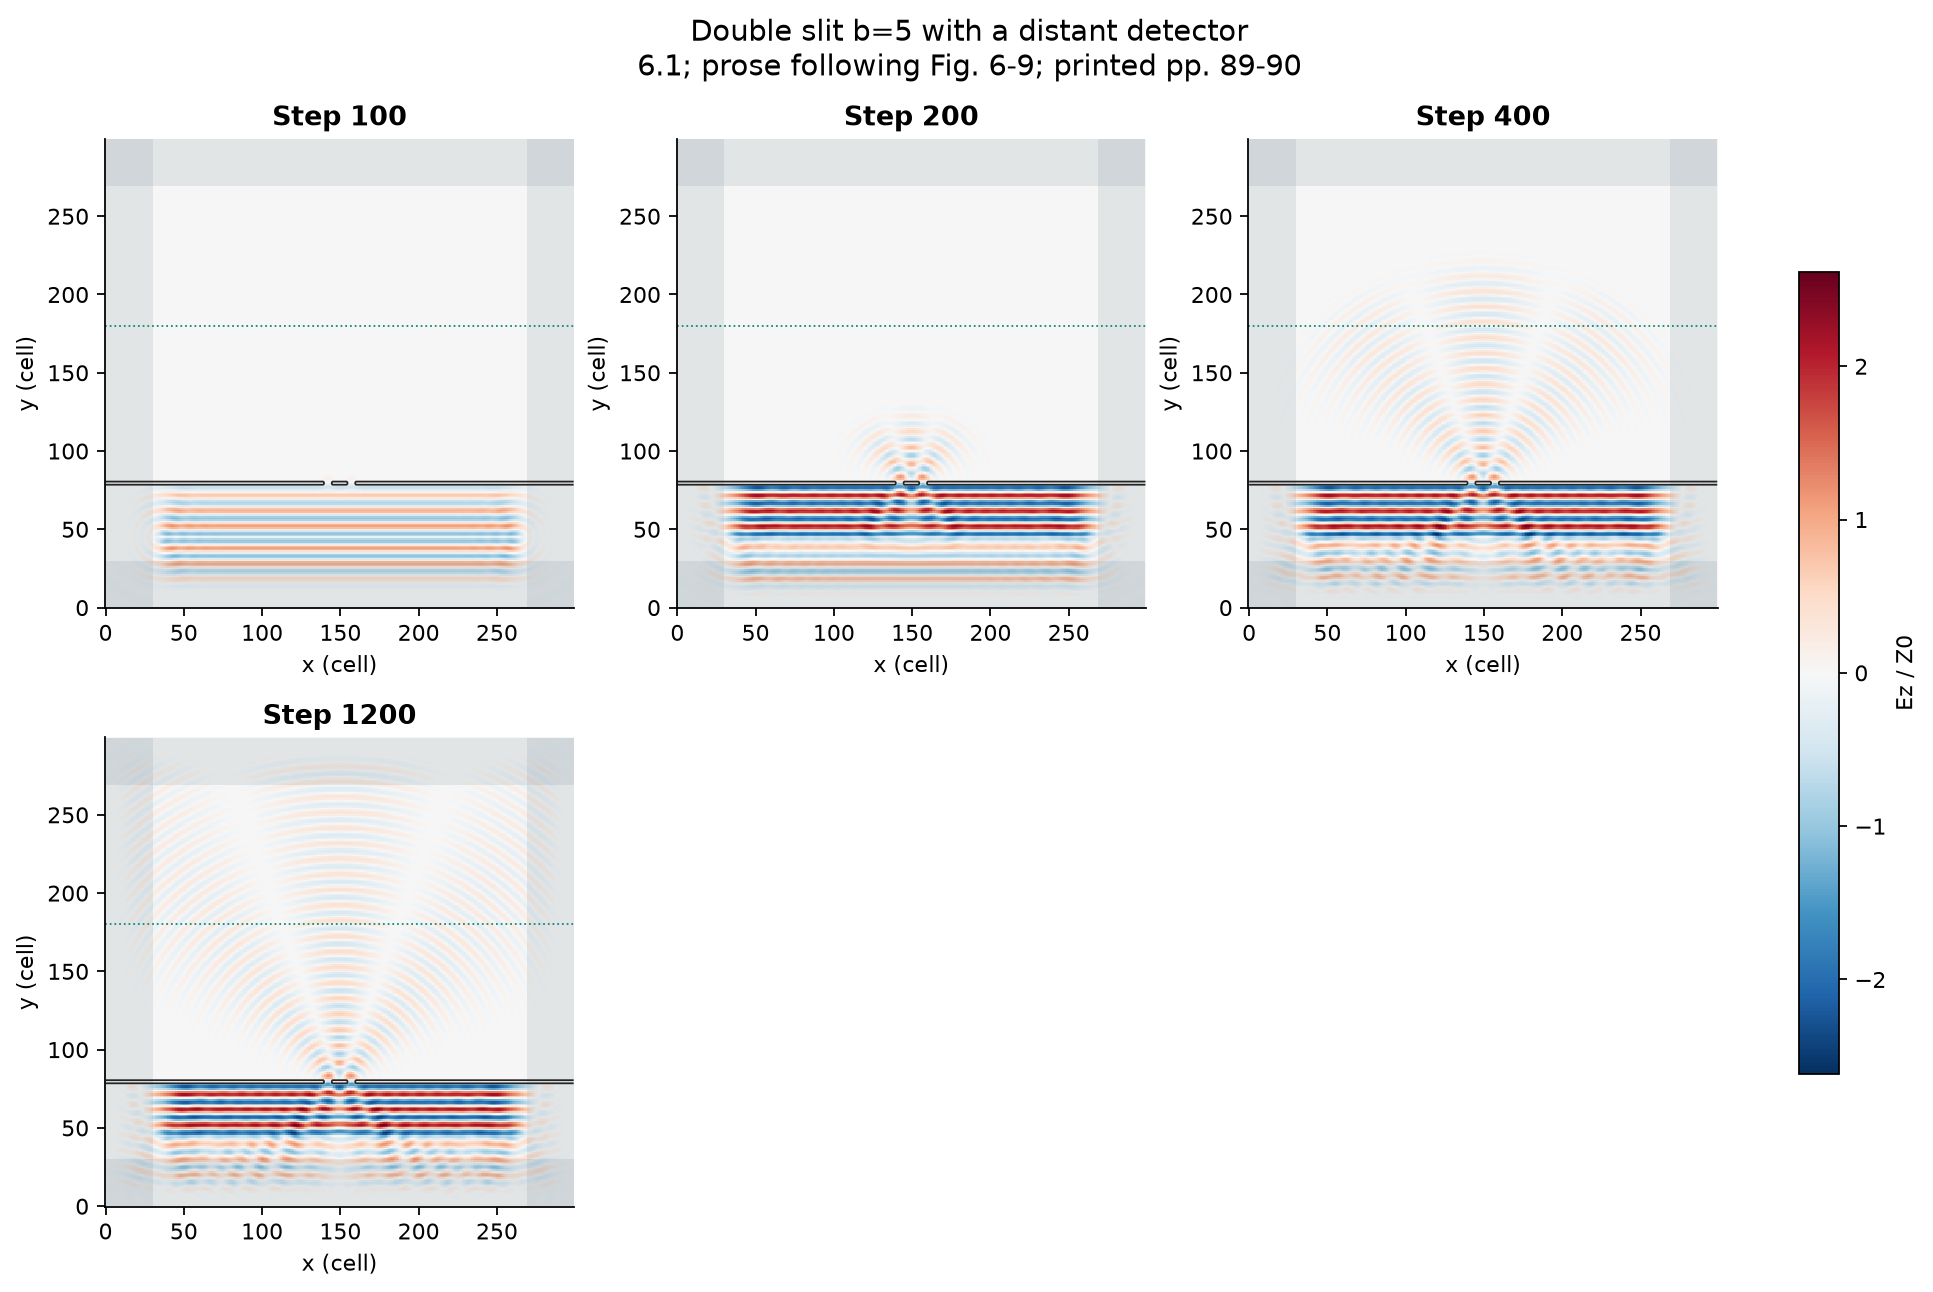 Double slit b=5 with a distant detector
6.1; prose following Fig. 6-9; printed pp. 89-90
Step 100
y (cell)
250
200
150
100
50
0
0 50 100 150 200 250
x (cell)
Step 200
y (cell)
250
200
150
100
50
0
0 50 100 150 200 250
x (cell)
Step 400
y (cell)
250
200
150
100
50
0
0 50 100 150 200 250
x (cell)
Step 1200
y (cell)
250
200
150
100
50
0
0 50 100 150 200 250
x (cell)
2
1
0
−1
−2
Ez / Z0